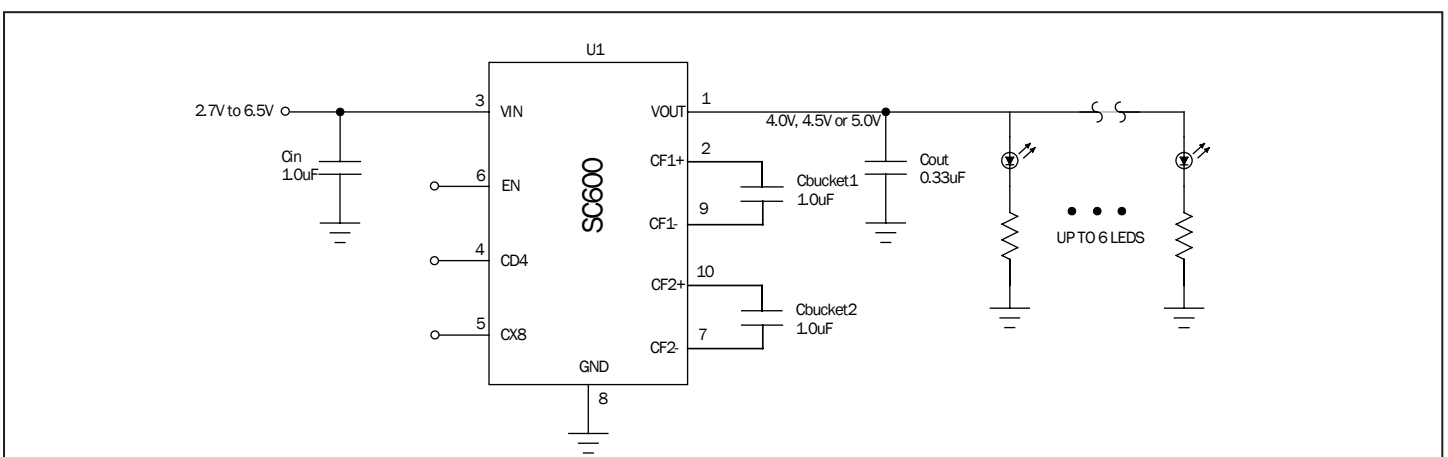 U1
2.7V to 6.5V
3
VIN
VOUT
1
4.0V, 4.5V or 5.0V
Cin
1.0uF
6
EN
SC600
CF1+
2
Cbucket1
1.0uF
CF1-
9
Cout
0.33uF
4
CD4
UP TO 6 LEDS
CF2+
10
Cbucket2
1.0uF
5
CX8
CF2-
7
GND
8